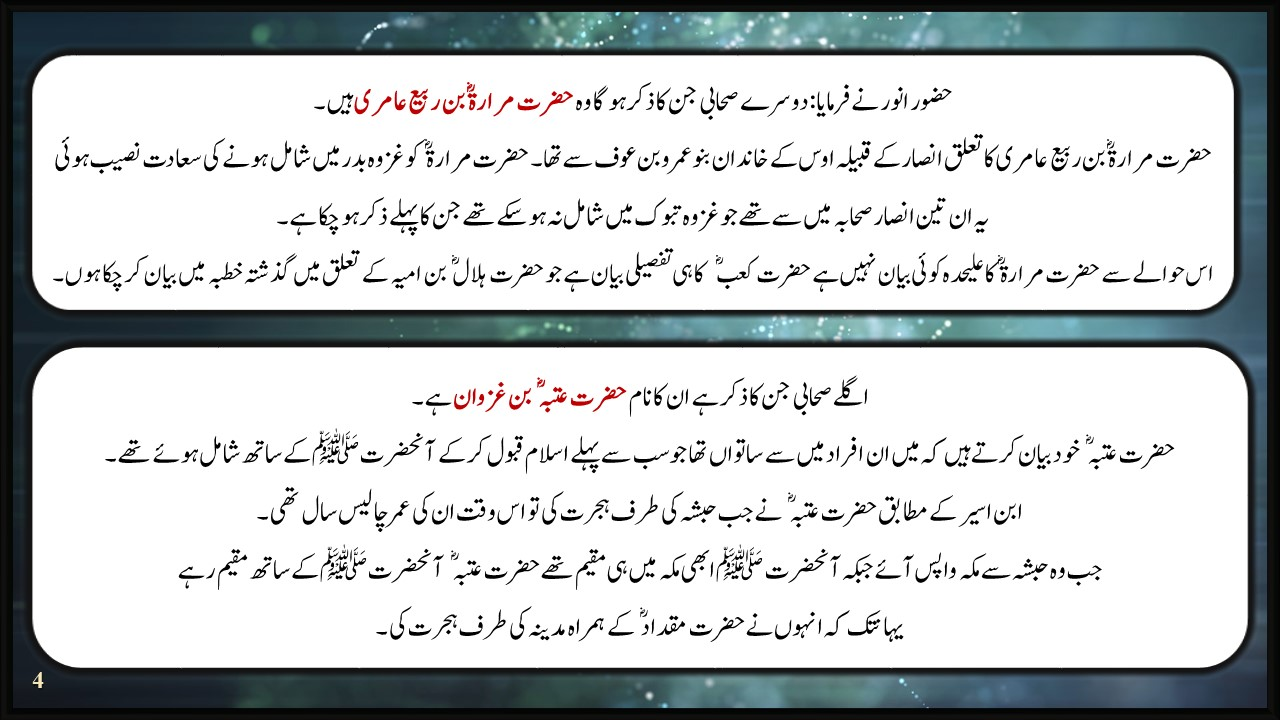 حضور انور نے فرمایا: دوسرے صحابی جن کا ذکر ہو گا وہ حضرت مرارۃؓ بن ربیع عامری ہیں۔
حضرت مرارۃؓ بن ربیع عامری کا تعلق انصار کے قبیلہ اوس کے خاندان بنو عمرو بن عوف سے تھا۔ حضرت مرارۃؓ کو غزوہ بدر میں شامل ہونے کی سعادت نصیب ہوئی
یہ ان تین انصار صحابہ میں سے تھے جو غزوہ تبوک میں شامل نہ ہو سکے تھے جن کا پہلے ذکر ہو چکا ہے۔
اس حوالے سے حضرت مرارۃؓ کا علیحدہ کوئی بیان نہیں ہے حضرت کعبؓ کا ہی تفصیلی بیان ہے جو حضرت ہلالؓ بن امیہ کے تعلق میں گذشتہ خطبہ میں بیان کر چکا ہوں۔
اگلے صحابی جن کا ذکر ہے ان کا نام حضرت عتبہؓ بن غزوان ہے۔
حضرت عتبہؓ خود بیان کرتے ہیں کہ میں ان افراد میں سے ساتواں تھا جو سب سے پہلے اسلام قبول کر کے آنحضرت ﷺ کے ساتھ شامل ہوئے تھے۔
ابن اسیر کے مطابق حضرت عتبہؓ نے جب حبشہ کی طرف ہجرت کی تو اس وقت ان کی عمر چالیس سال تھی۔
جب وہ حبشہ سے مکہ واپس آئے جبکہ آنحضرت ﷺ ابھی مکہ میں ہی مقیم تھے حضرت عتبہؓ آنحضرت ﷺ کے ساتھ مقیم رہے
یہانتک کہ انہوں نے حضرت مقدادؓ کے ہمراہ مدینہ کی طرف ہجرت کی۔
4